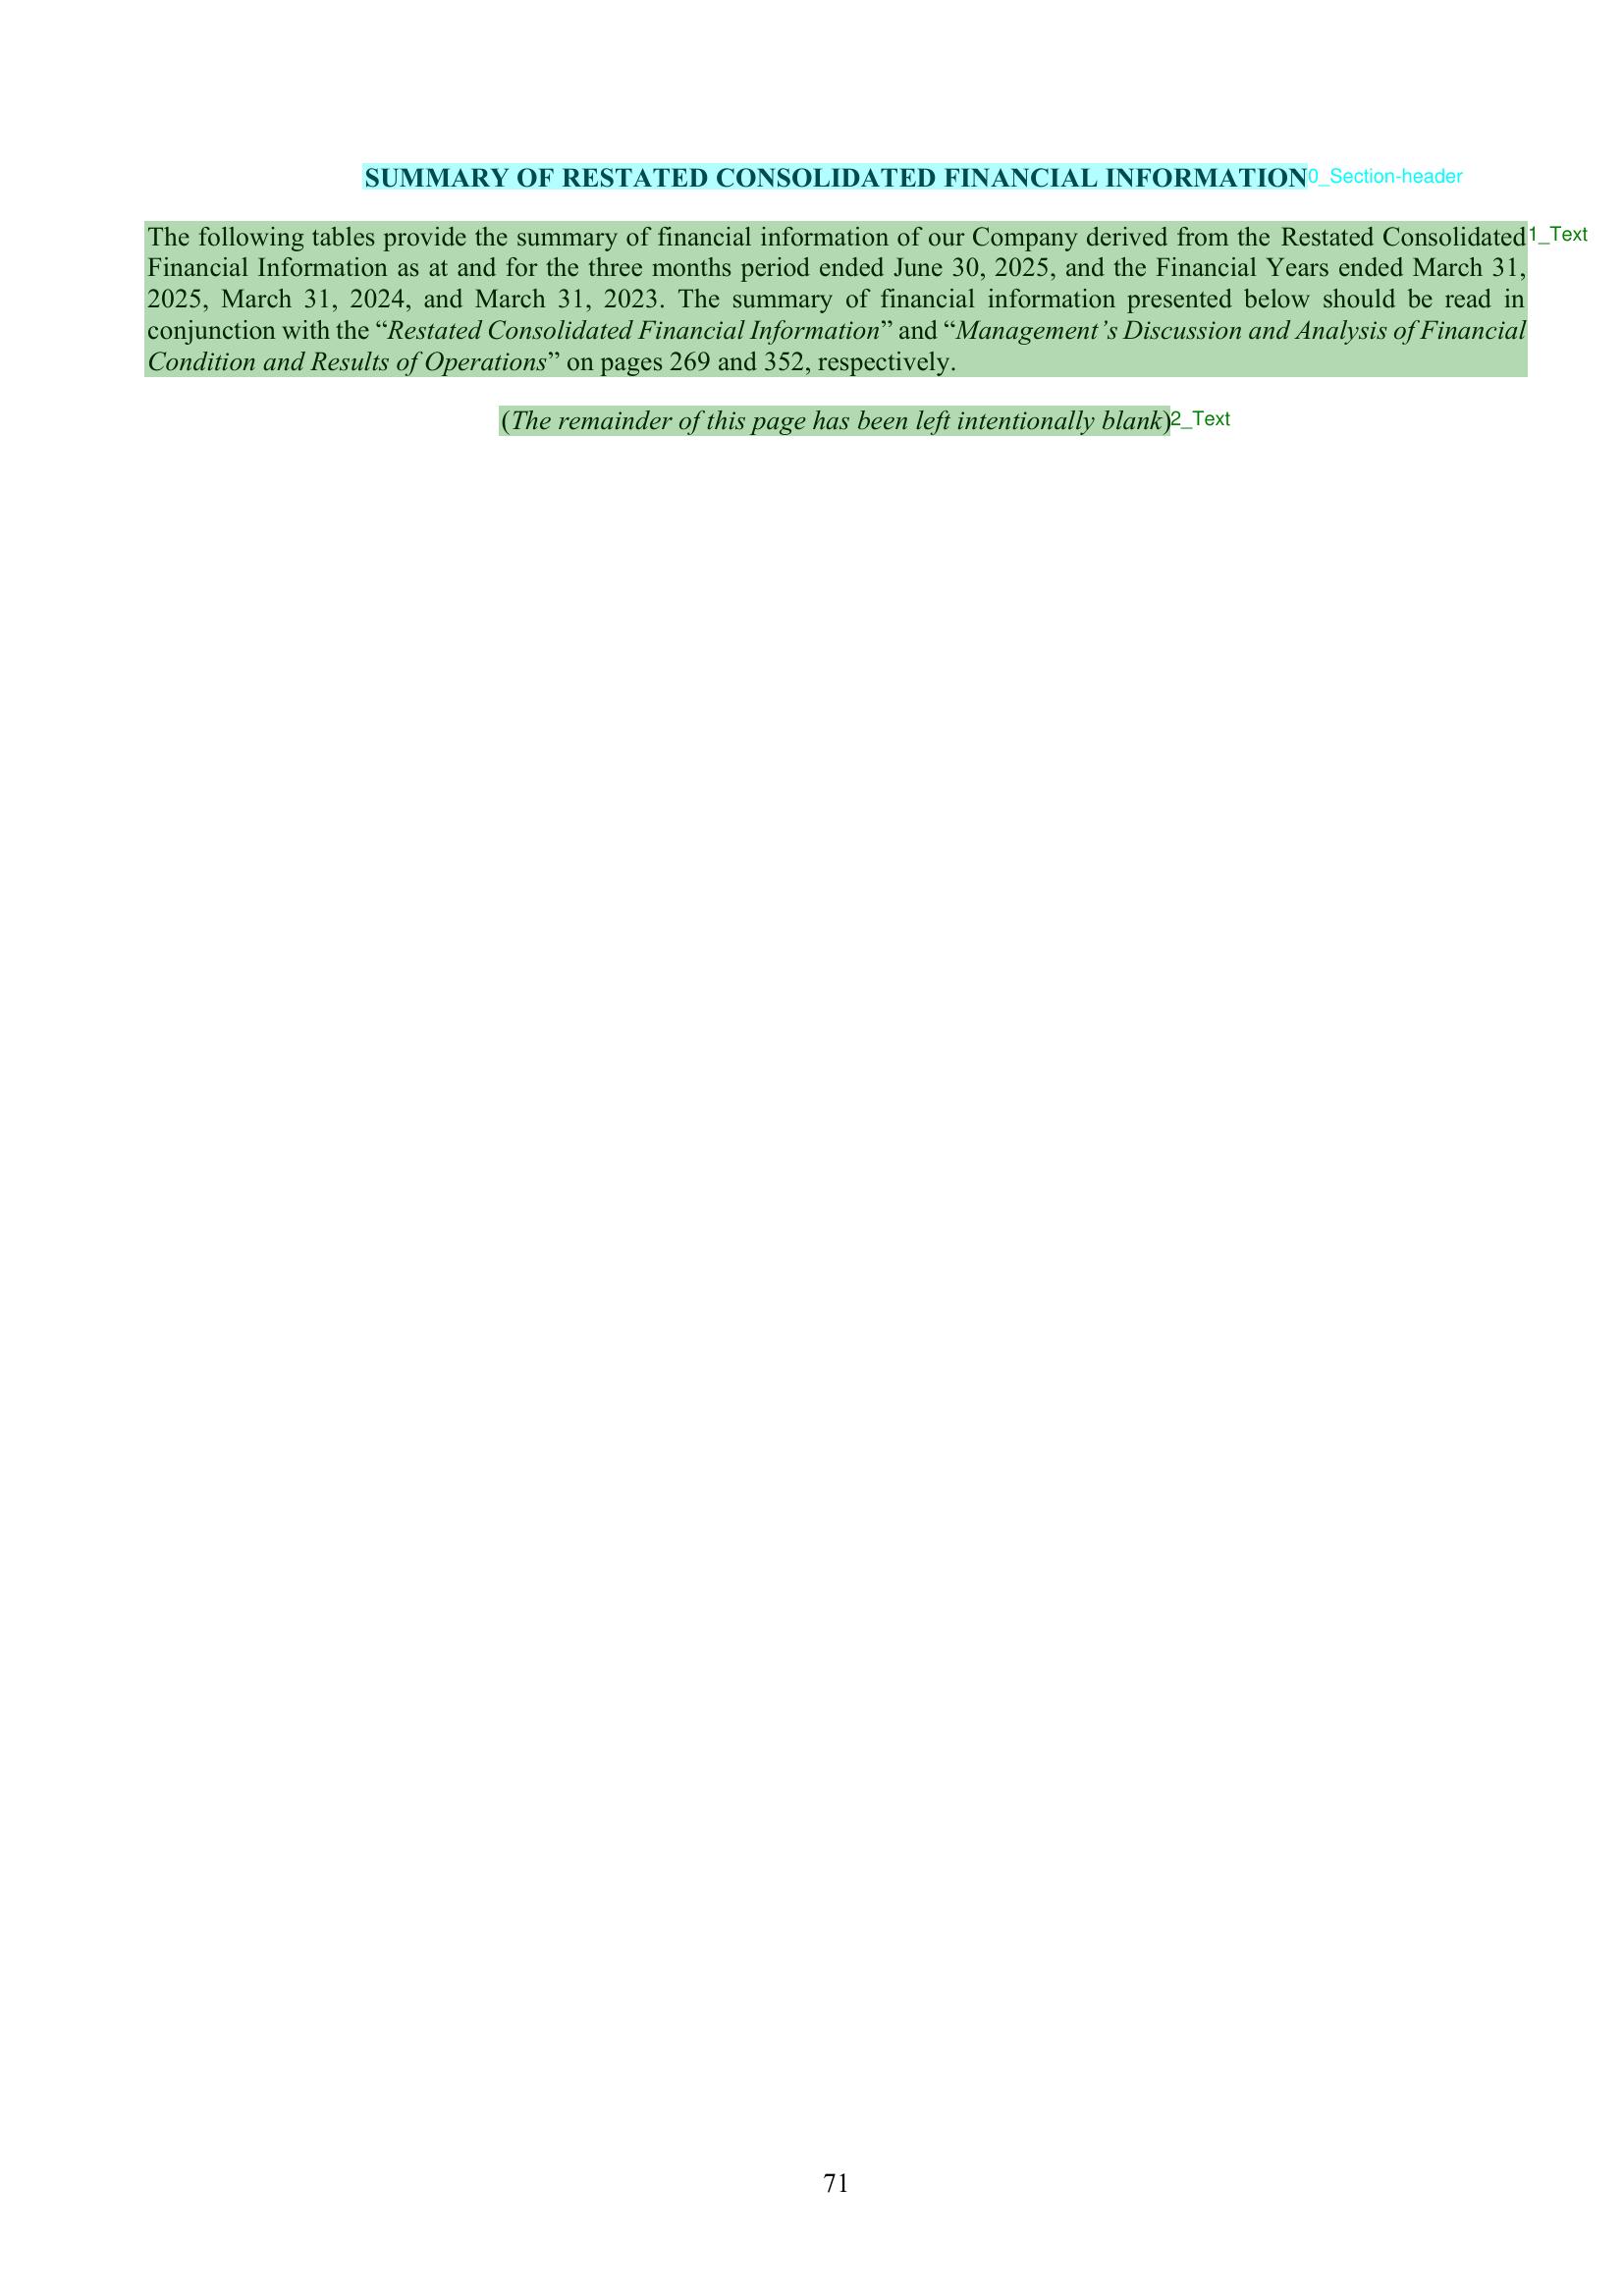 SUMMARY OF RESTATED CONSOLIDATED FINANCIAL INFORMATION0_Section-header
The following tables provide the summary of financial information of our Company derived from the Restated Consolidated1_Text
Financial Information as at and for the three months period ended June 30, 2025, and the Financial Years ended March 31,
2025, March 31, 2024, and March 31, 2023. The summary of financial information presented below should be read in
conjunction with the “Restated Consolidated Financial Information” and “Management’s Discussion and Analysis of Financial
Condition and Results of Operations” on pages 269 and 352, respectively.
(The remainder of this page has been left intentionally blank)2_Text
71